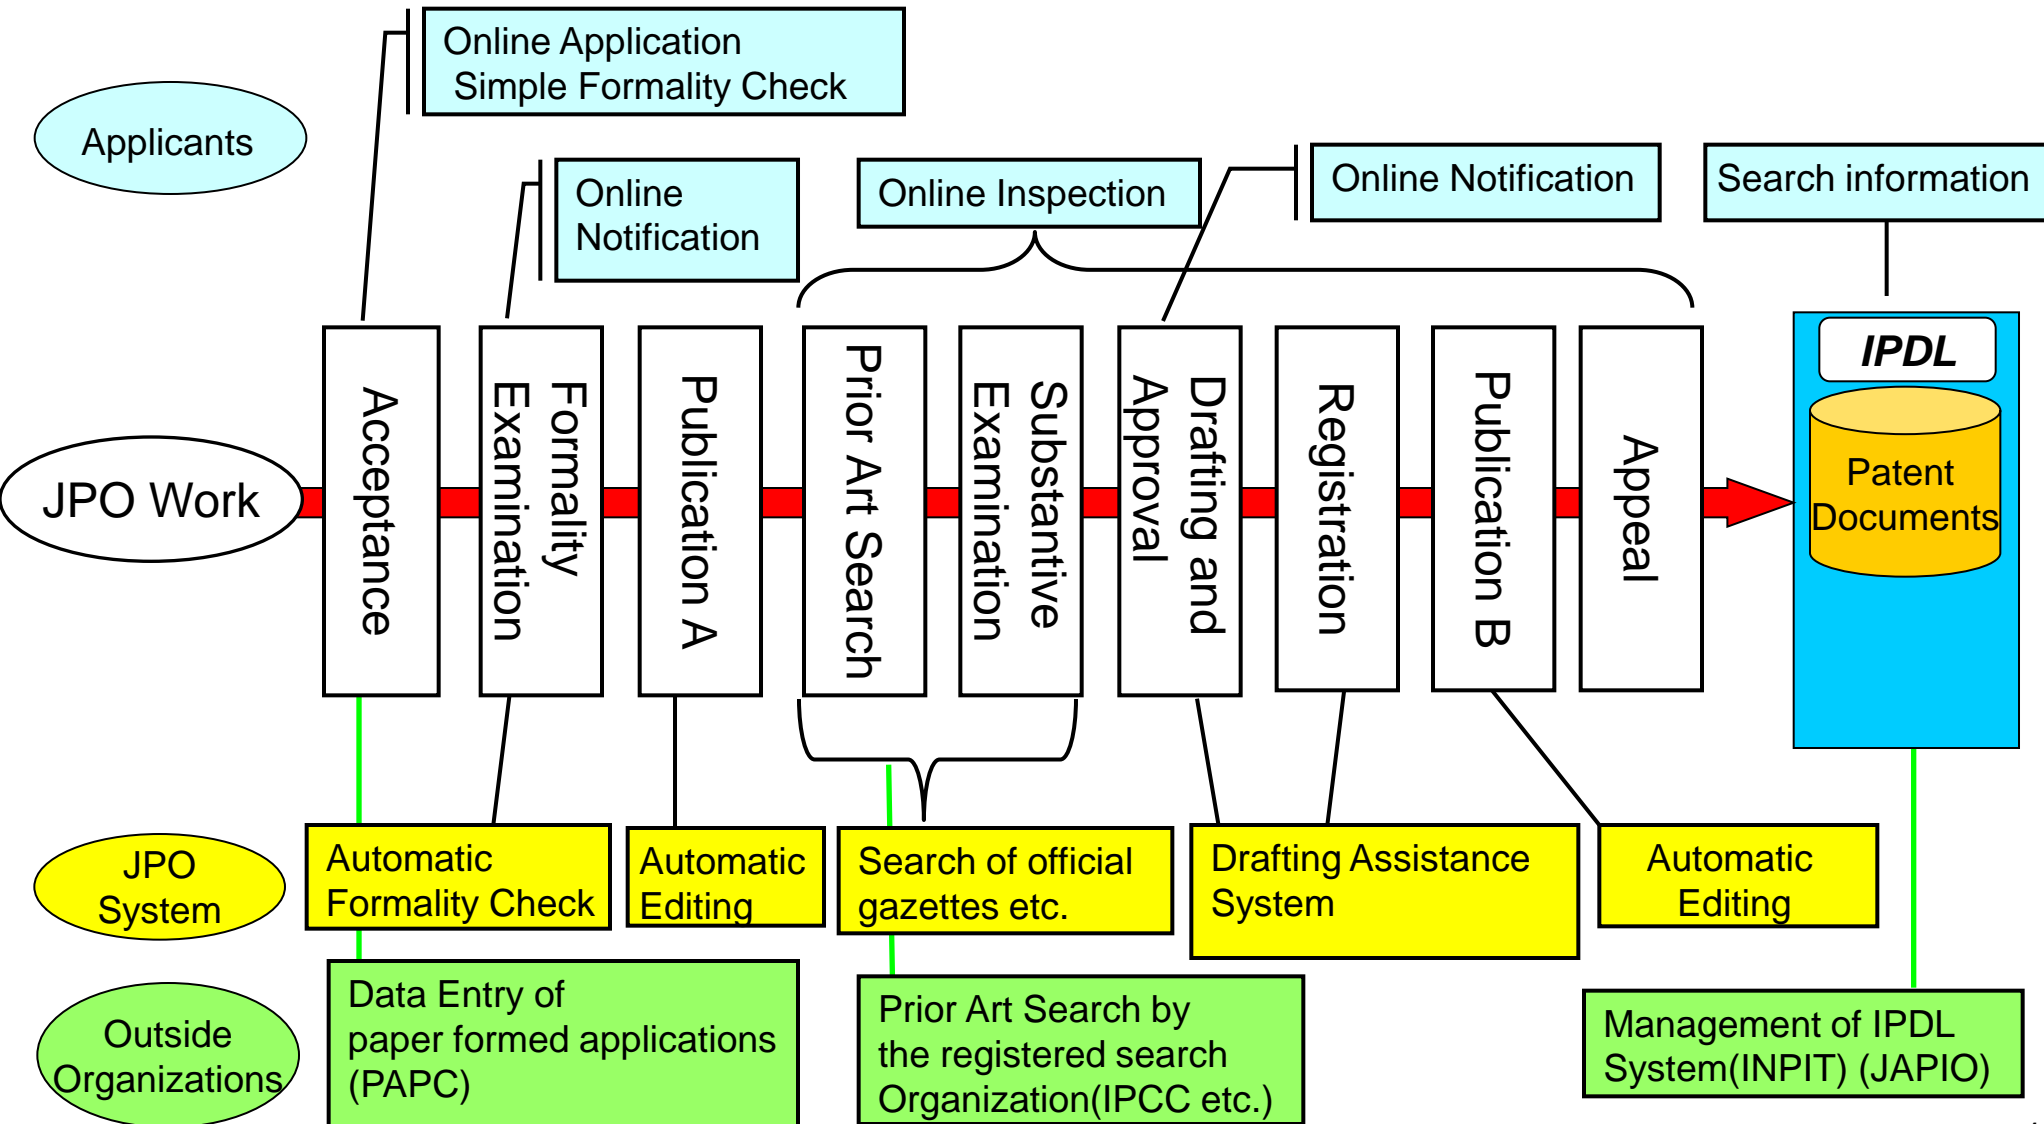 Online Application
Simple Formality Check
Applicants
Online
Notification
Online Inspection
Online Notification
Search information
JPO Work
Acceptance
Formality
Examination
Publication A
Prior Art Search
Substantive
Examination
Drafting and
Approval
Registration
Publication B
Appeal
IPDL
Patent
Documents
JPO
System
Automatic
Formality Check
Automatic
Editing
Search of official
gazettes etc.
Drafting Assistance
System
Automatic
Editing
Outside
Organizations
Data Entry of
paper formed applications
(PAPC)
Prior Art Search by
the registered search
Organization(IPCC etc.)
Management of IPDL
System(INPIT) (JAPIO)